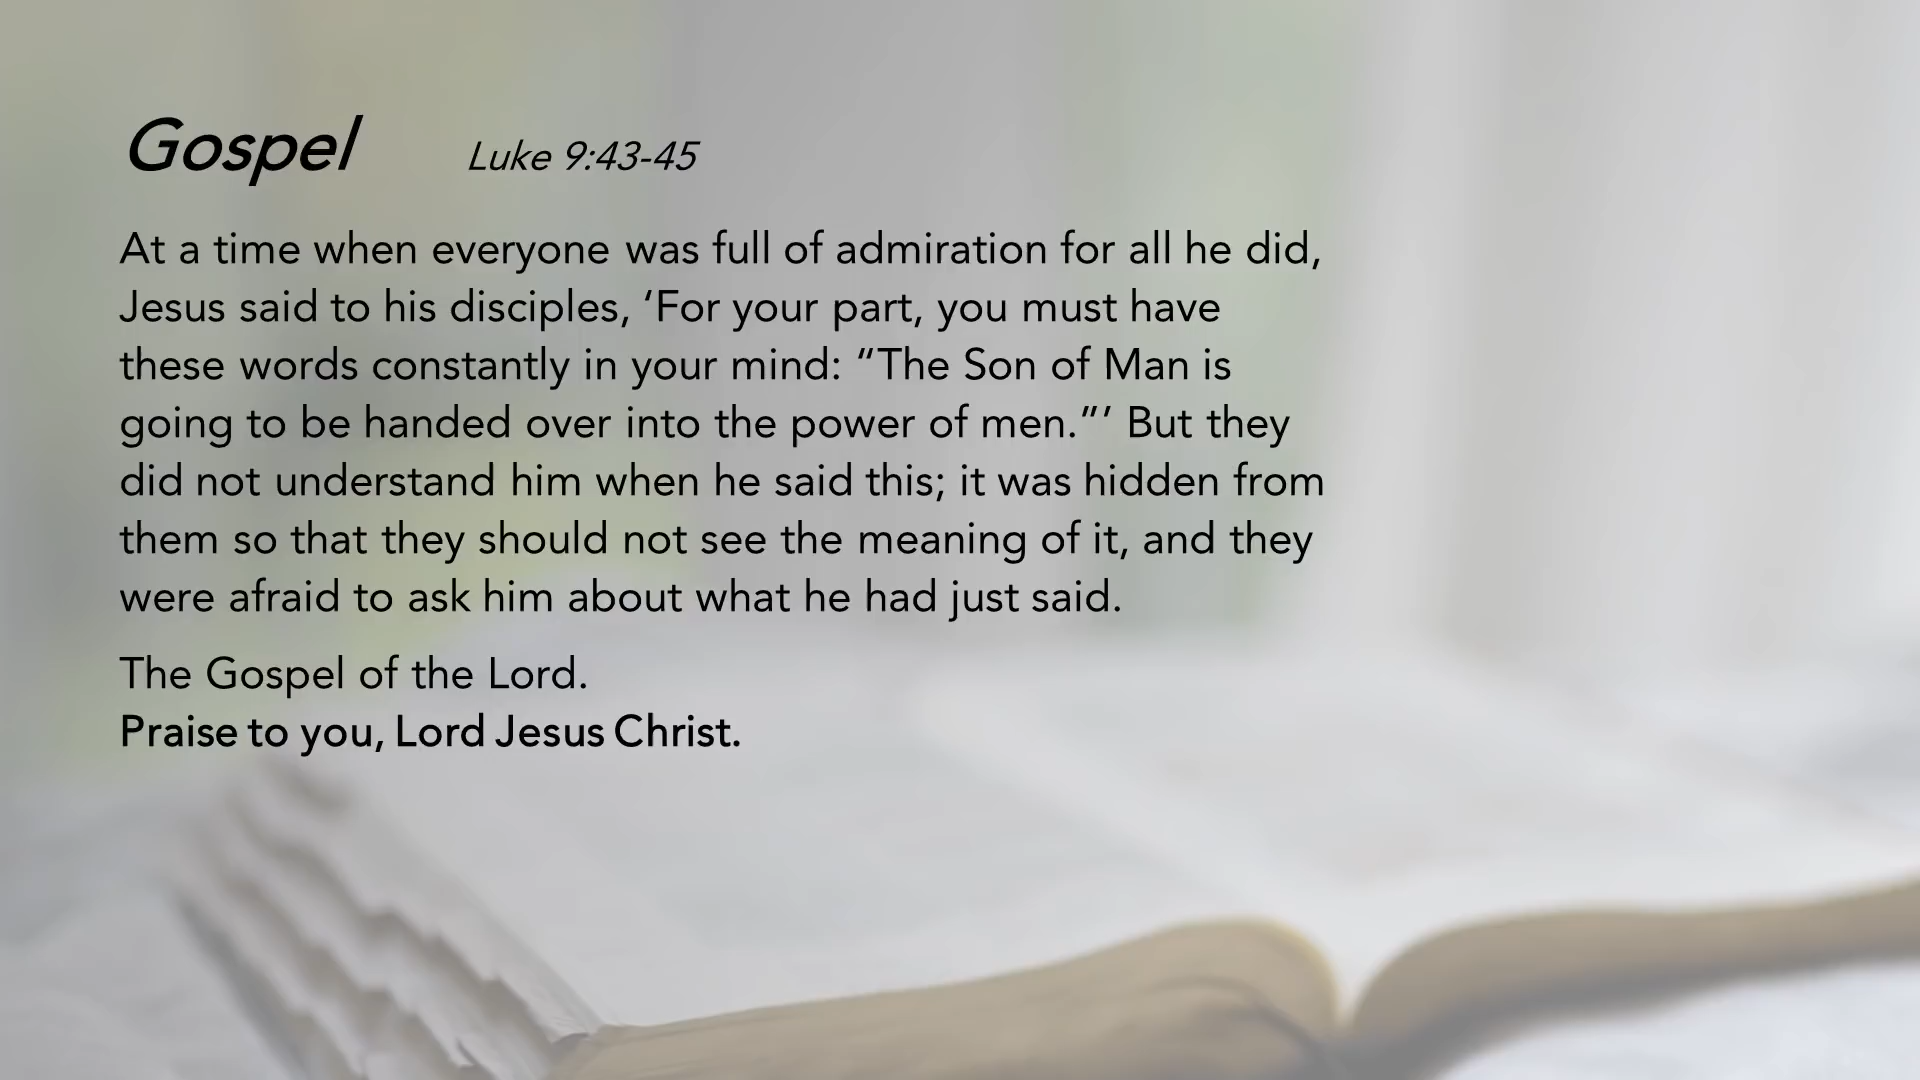 Gospel Luke 9:43-45
At a time when everyone was full of admiration for all he did,
Jesus said to his disciples, ‘For your part, you must have
these words constantly in your mind: “The Son of Man is
going to be handed over into the power of men.”’ But they
did not understand him when he said this; it was hidden from
them so that they should not see the meaning of it, and they
were afraid to ask him about what he had just said.
The Gospel of the Lord.
Praise to you, Lord Jesus Christ.